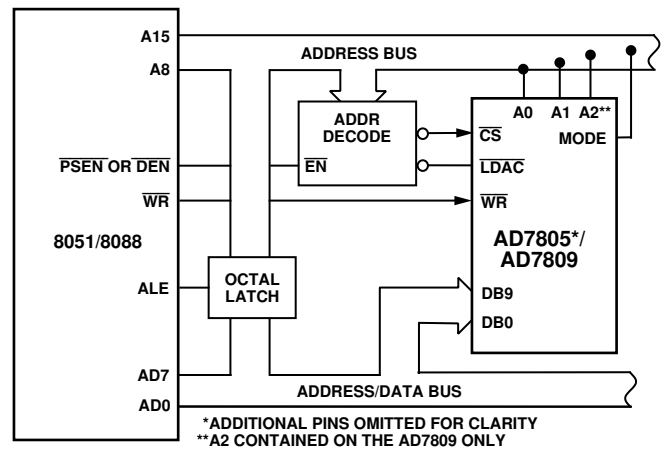 A15
ADDRESS BUS
A8
ADDR
DECODE
A0 A1 A2**
MODE
CS
PSEN OR DEN
EN
LDAC
WR
WR
8051/8088
AD7805*/
AD7809
ALE
OCTAL
LATCH
DB9
DB0
AD7
ADDRESS/DATA BUS
AD0
*ADDITIONAL PINS OMITTED FOR CLARITY
**A2 CONTAINED ON THE AD7809 ONLY